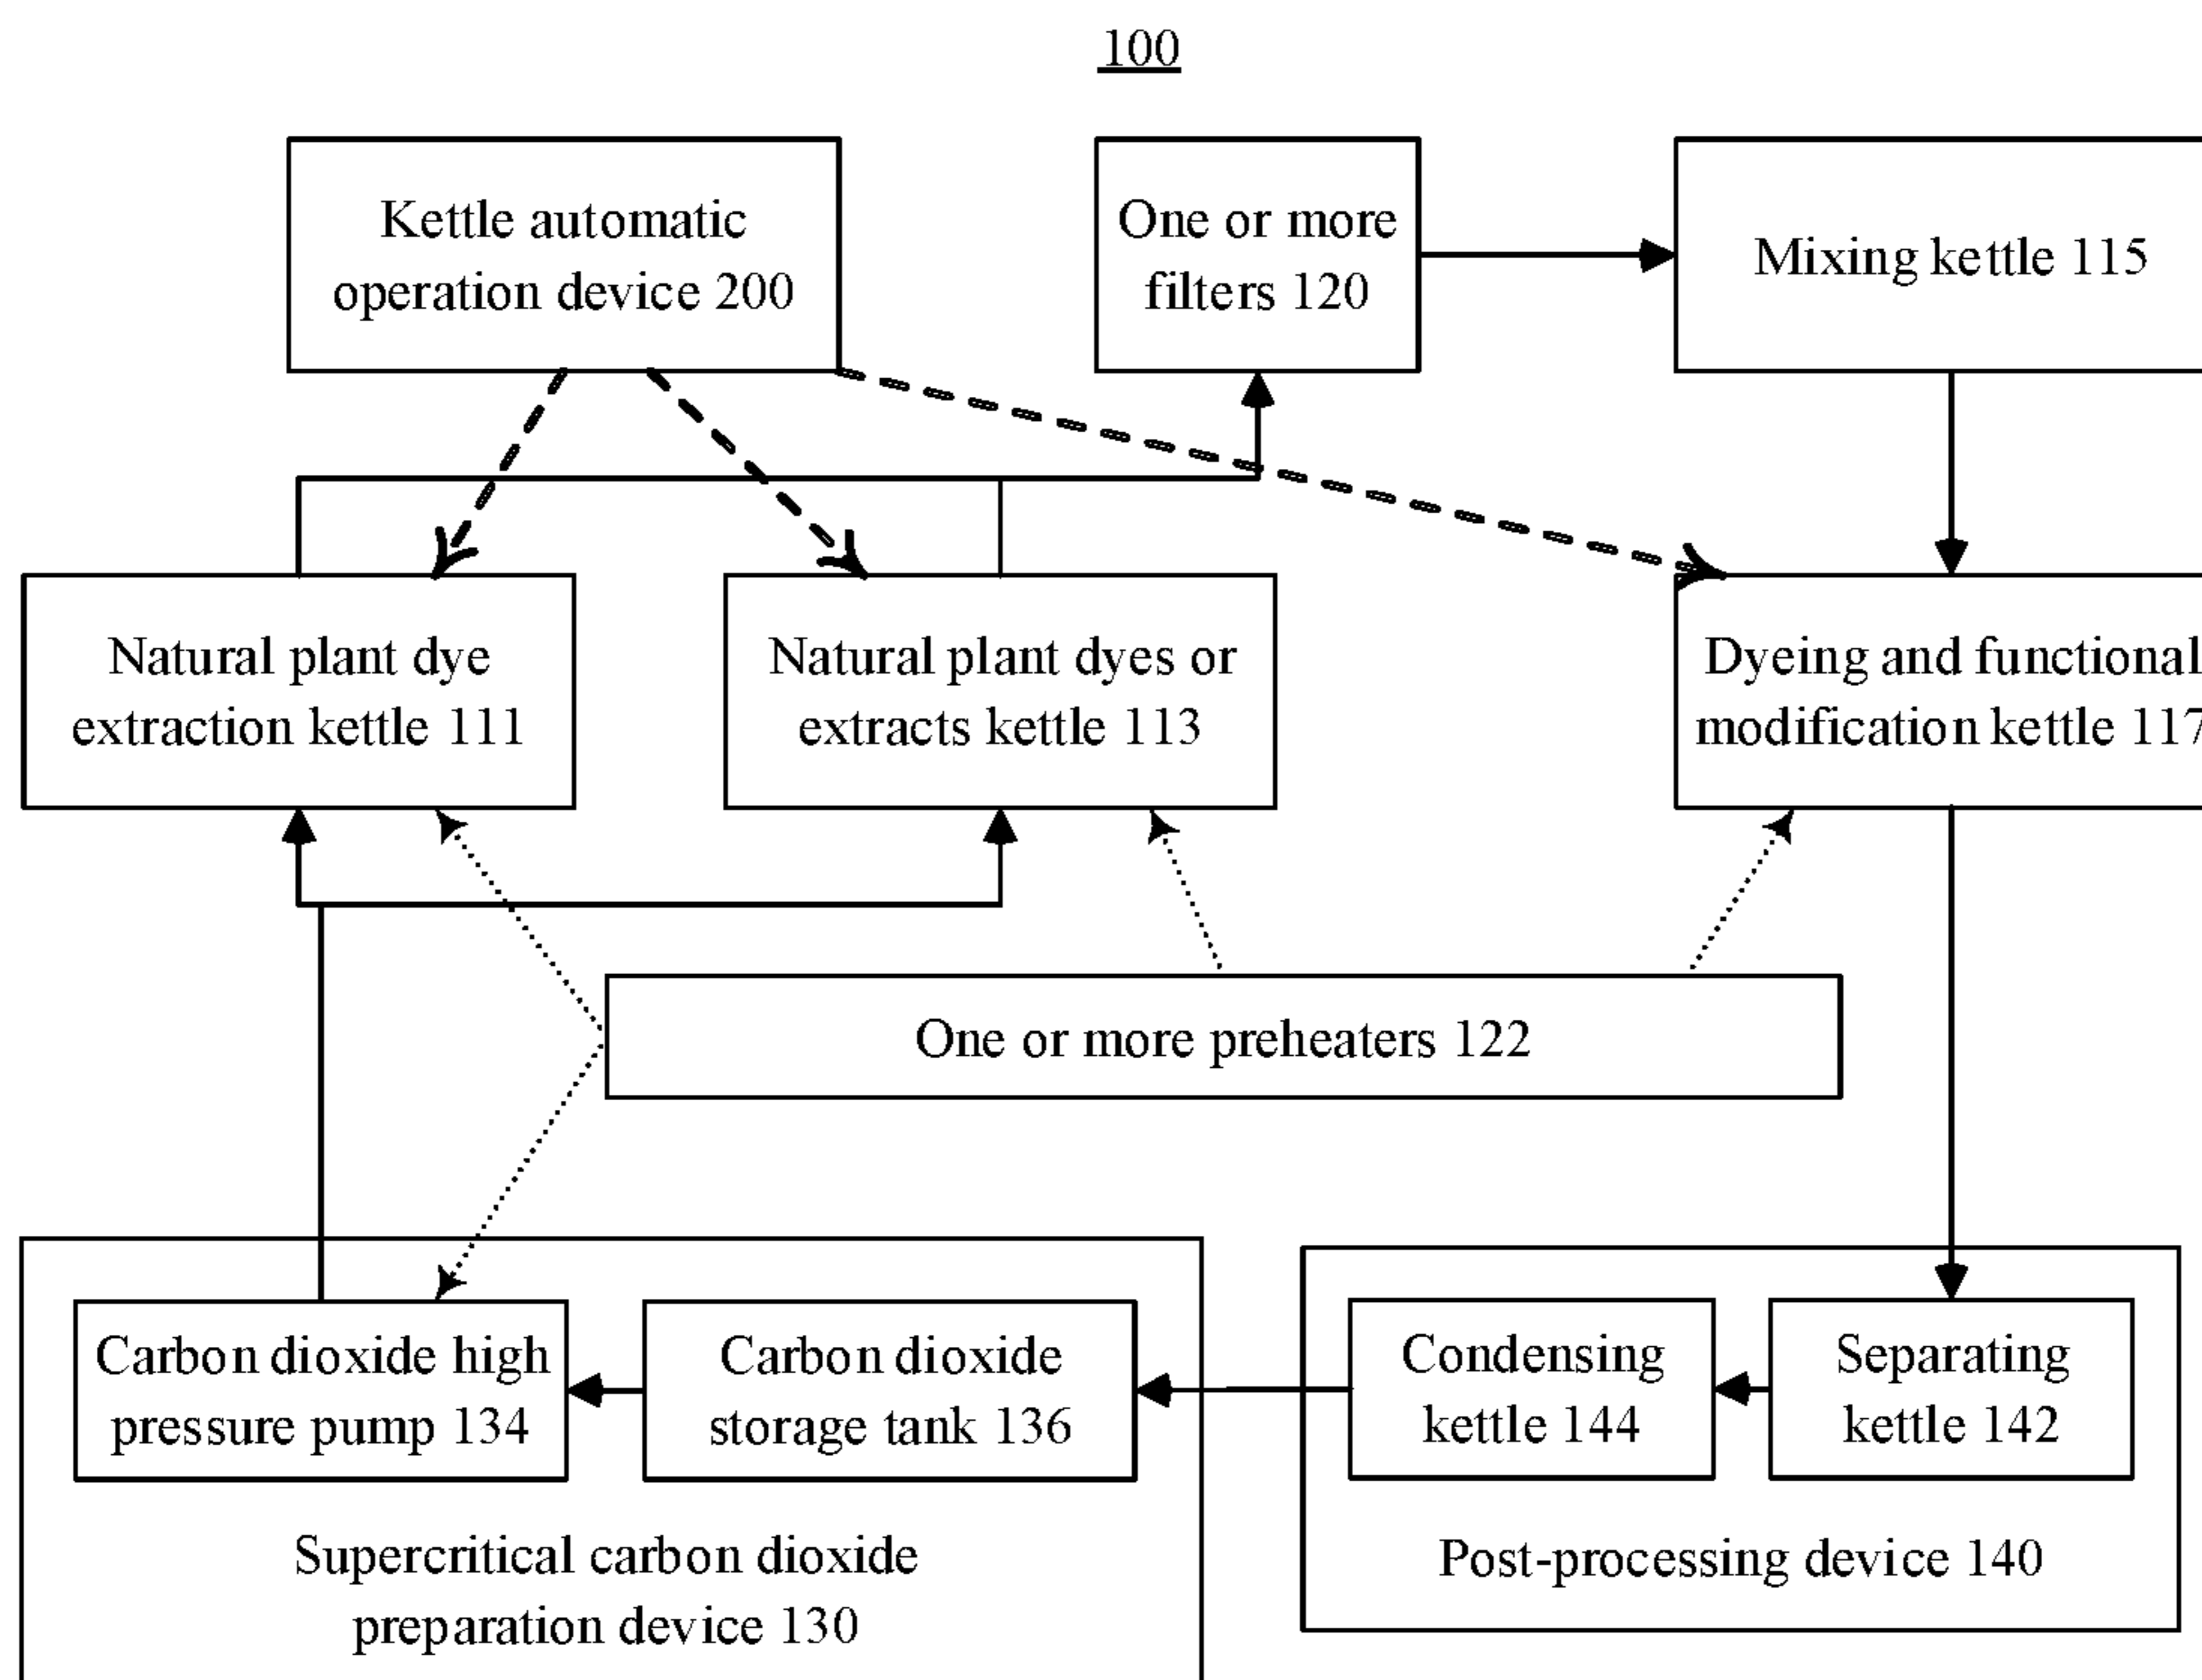 100
Kettle automatic
operation device 200
One or more
filters 120
Mixing kettle 115
Natural plant dye
extraction kettle 111
Natural plant dyes or
extracts kettle 113
Dyeing and functional
modification kettle 117
One or more preheaters 122
Carbon dioxide high
pressure pump 134
Carbon dioxide
storage tank 136
Condensing
kettle 144
Separating
kettle 142
Supercritical carbon dioxide
preparation device 130
Post-processing device 140